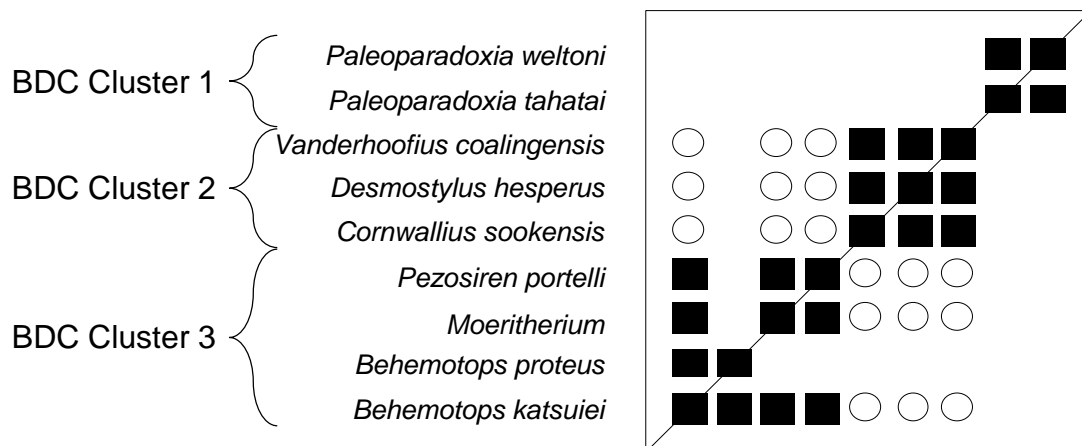 BDC Cluster 1
Paleoparadoxia weltoni
Paleoparadoxia tahatai
BDC Cluster 2
Vanderhoofius coalingensis
Desmostylus hesperus
Cornwallius sookensis
BDC Cluster 3
Pezosiren portelli
Moeritherium
Behemotops proteus
Behemotops katsuiei